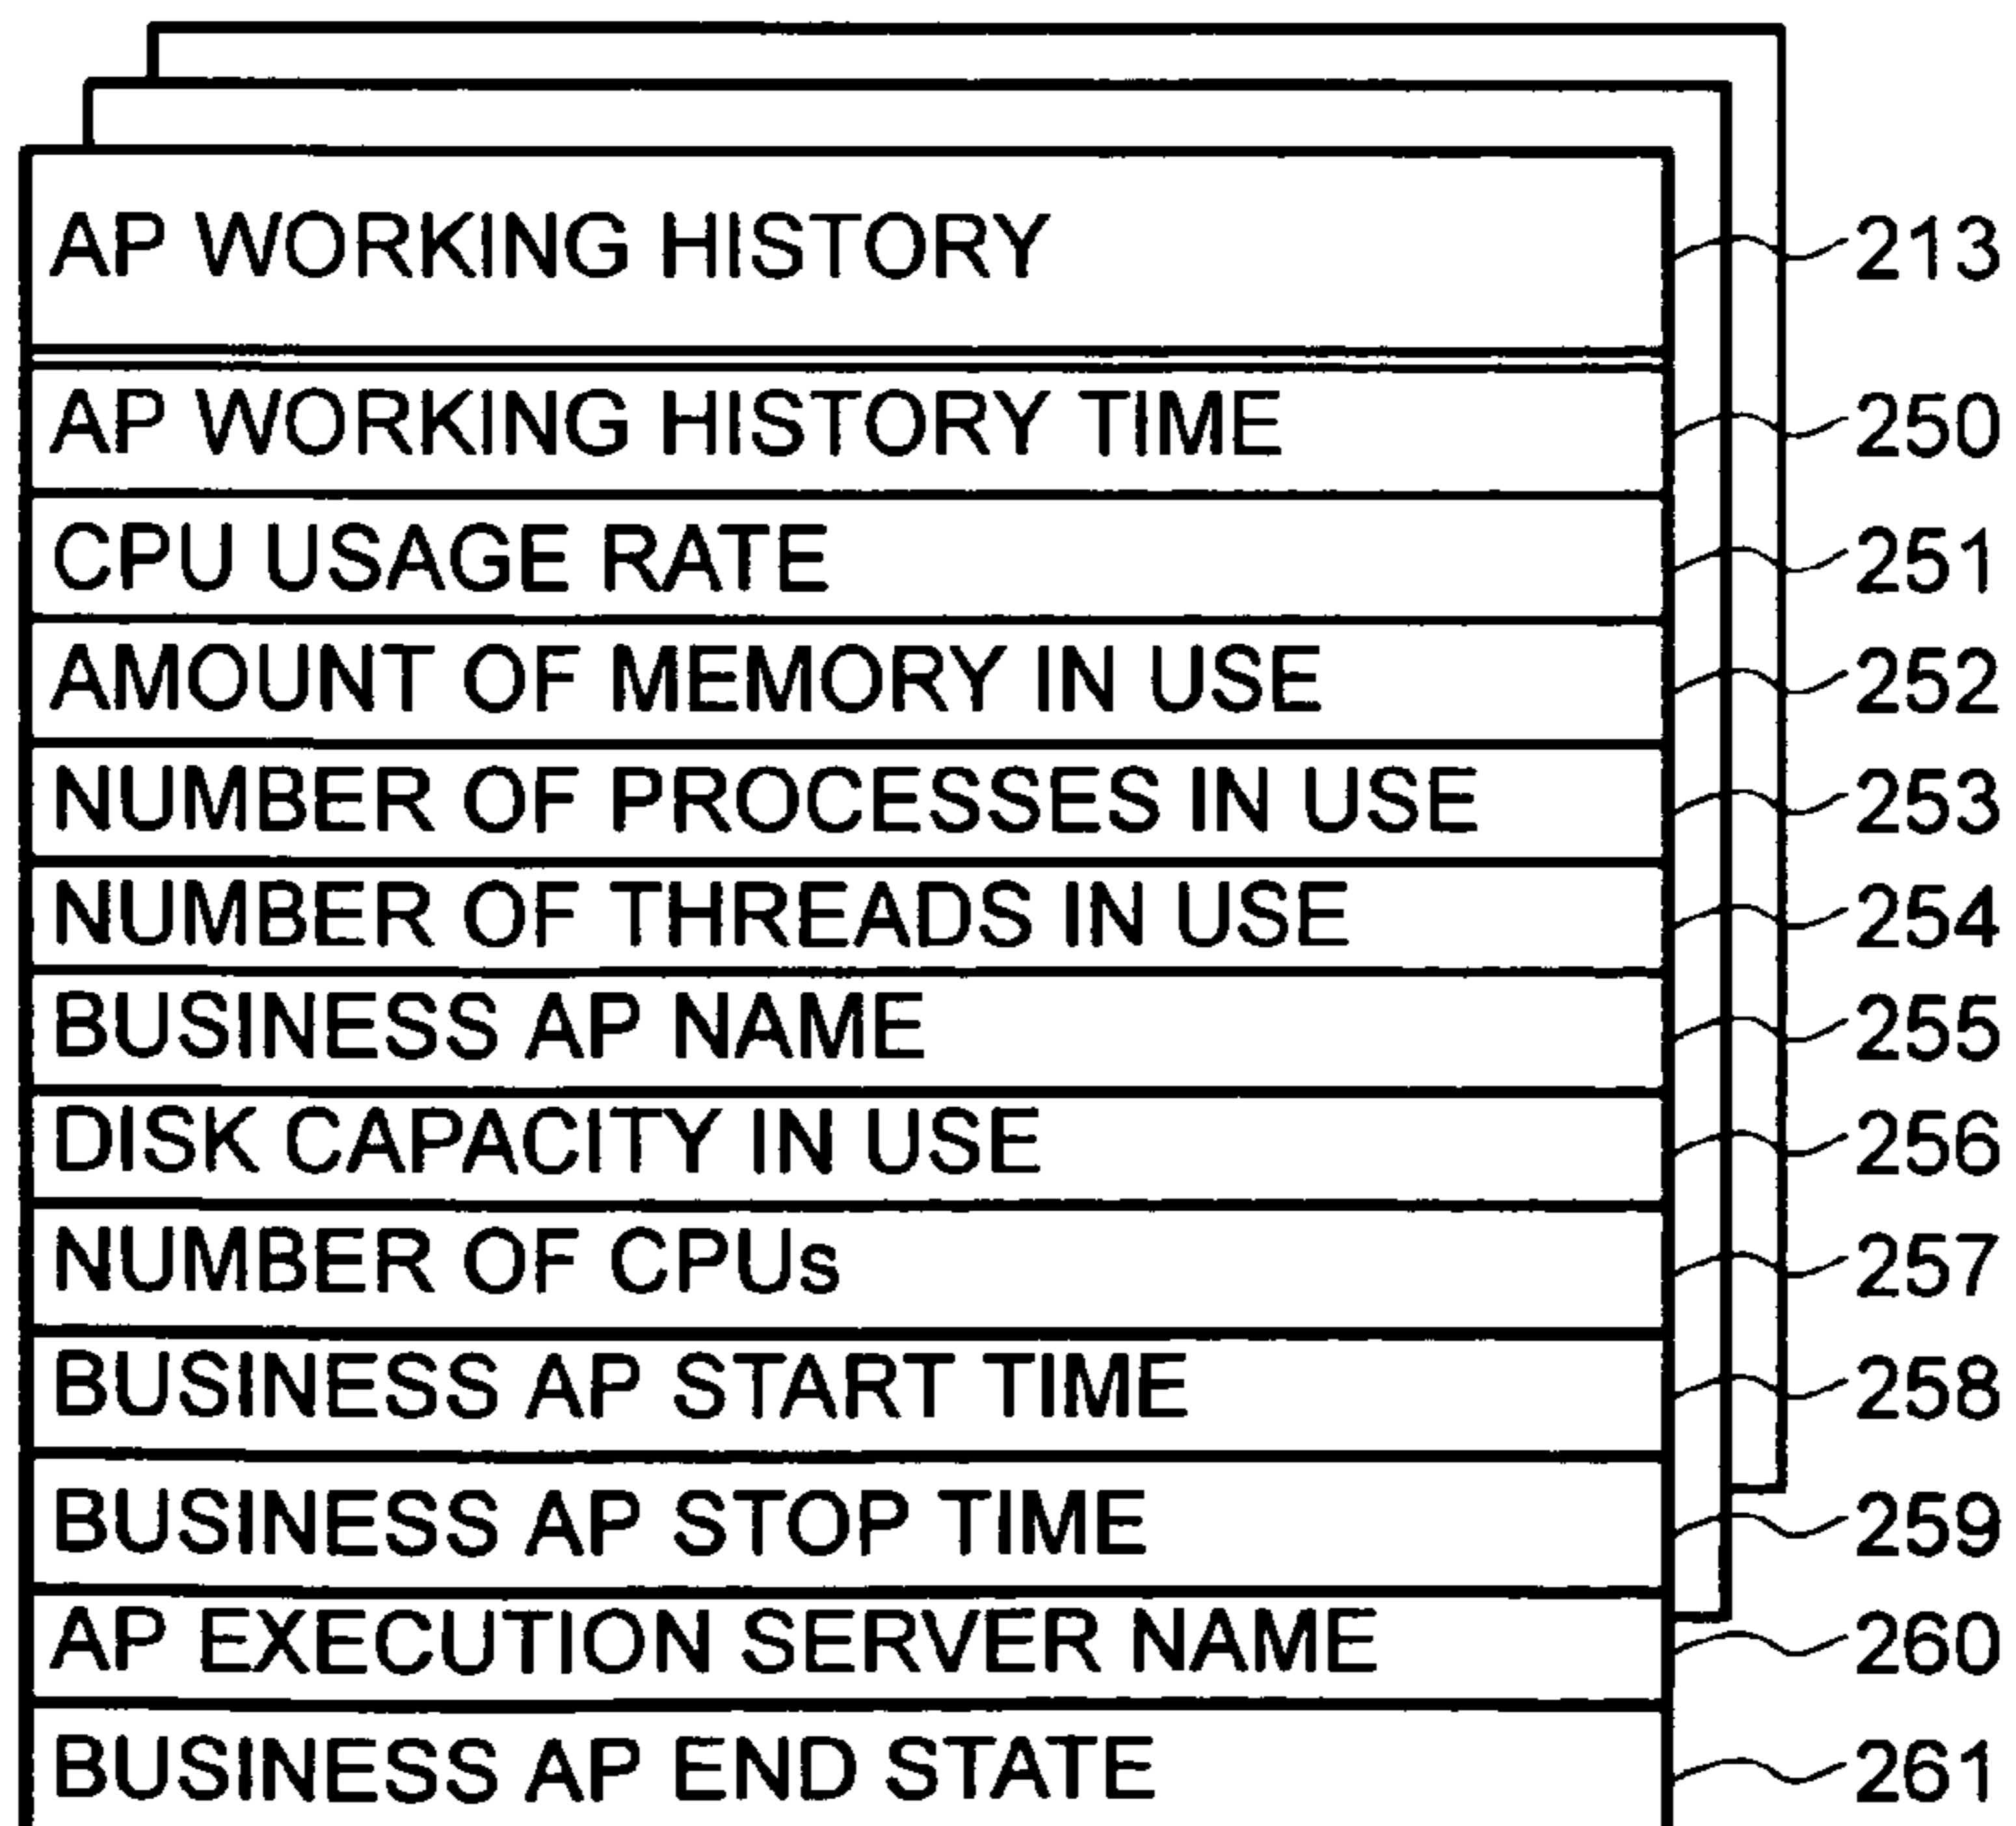 AP WORKING HISTORY 213
AP WORKING HISTORY TIME 250
CPU USAGE RATE 251
AMOUNT OF MEMORY IN USE 252
NUMBER OF PROCESSES IN USE 253
NUMBER OF THREADS IN USE 254
BUSINESS AP NAME 255
DISK CAPACITY IN USE 256
NUMBER OF CPUs 257
BUSINESS AP START TIME 258
BUSINESS AP STOP TIME 259
AP EXECUTION SERVER NAME 260
BUSINESS AP END STATE 261